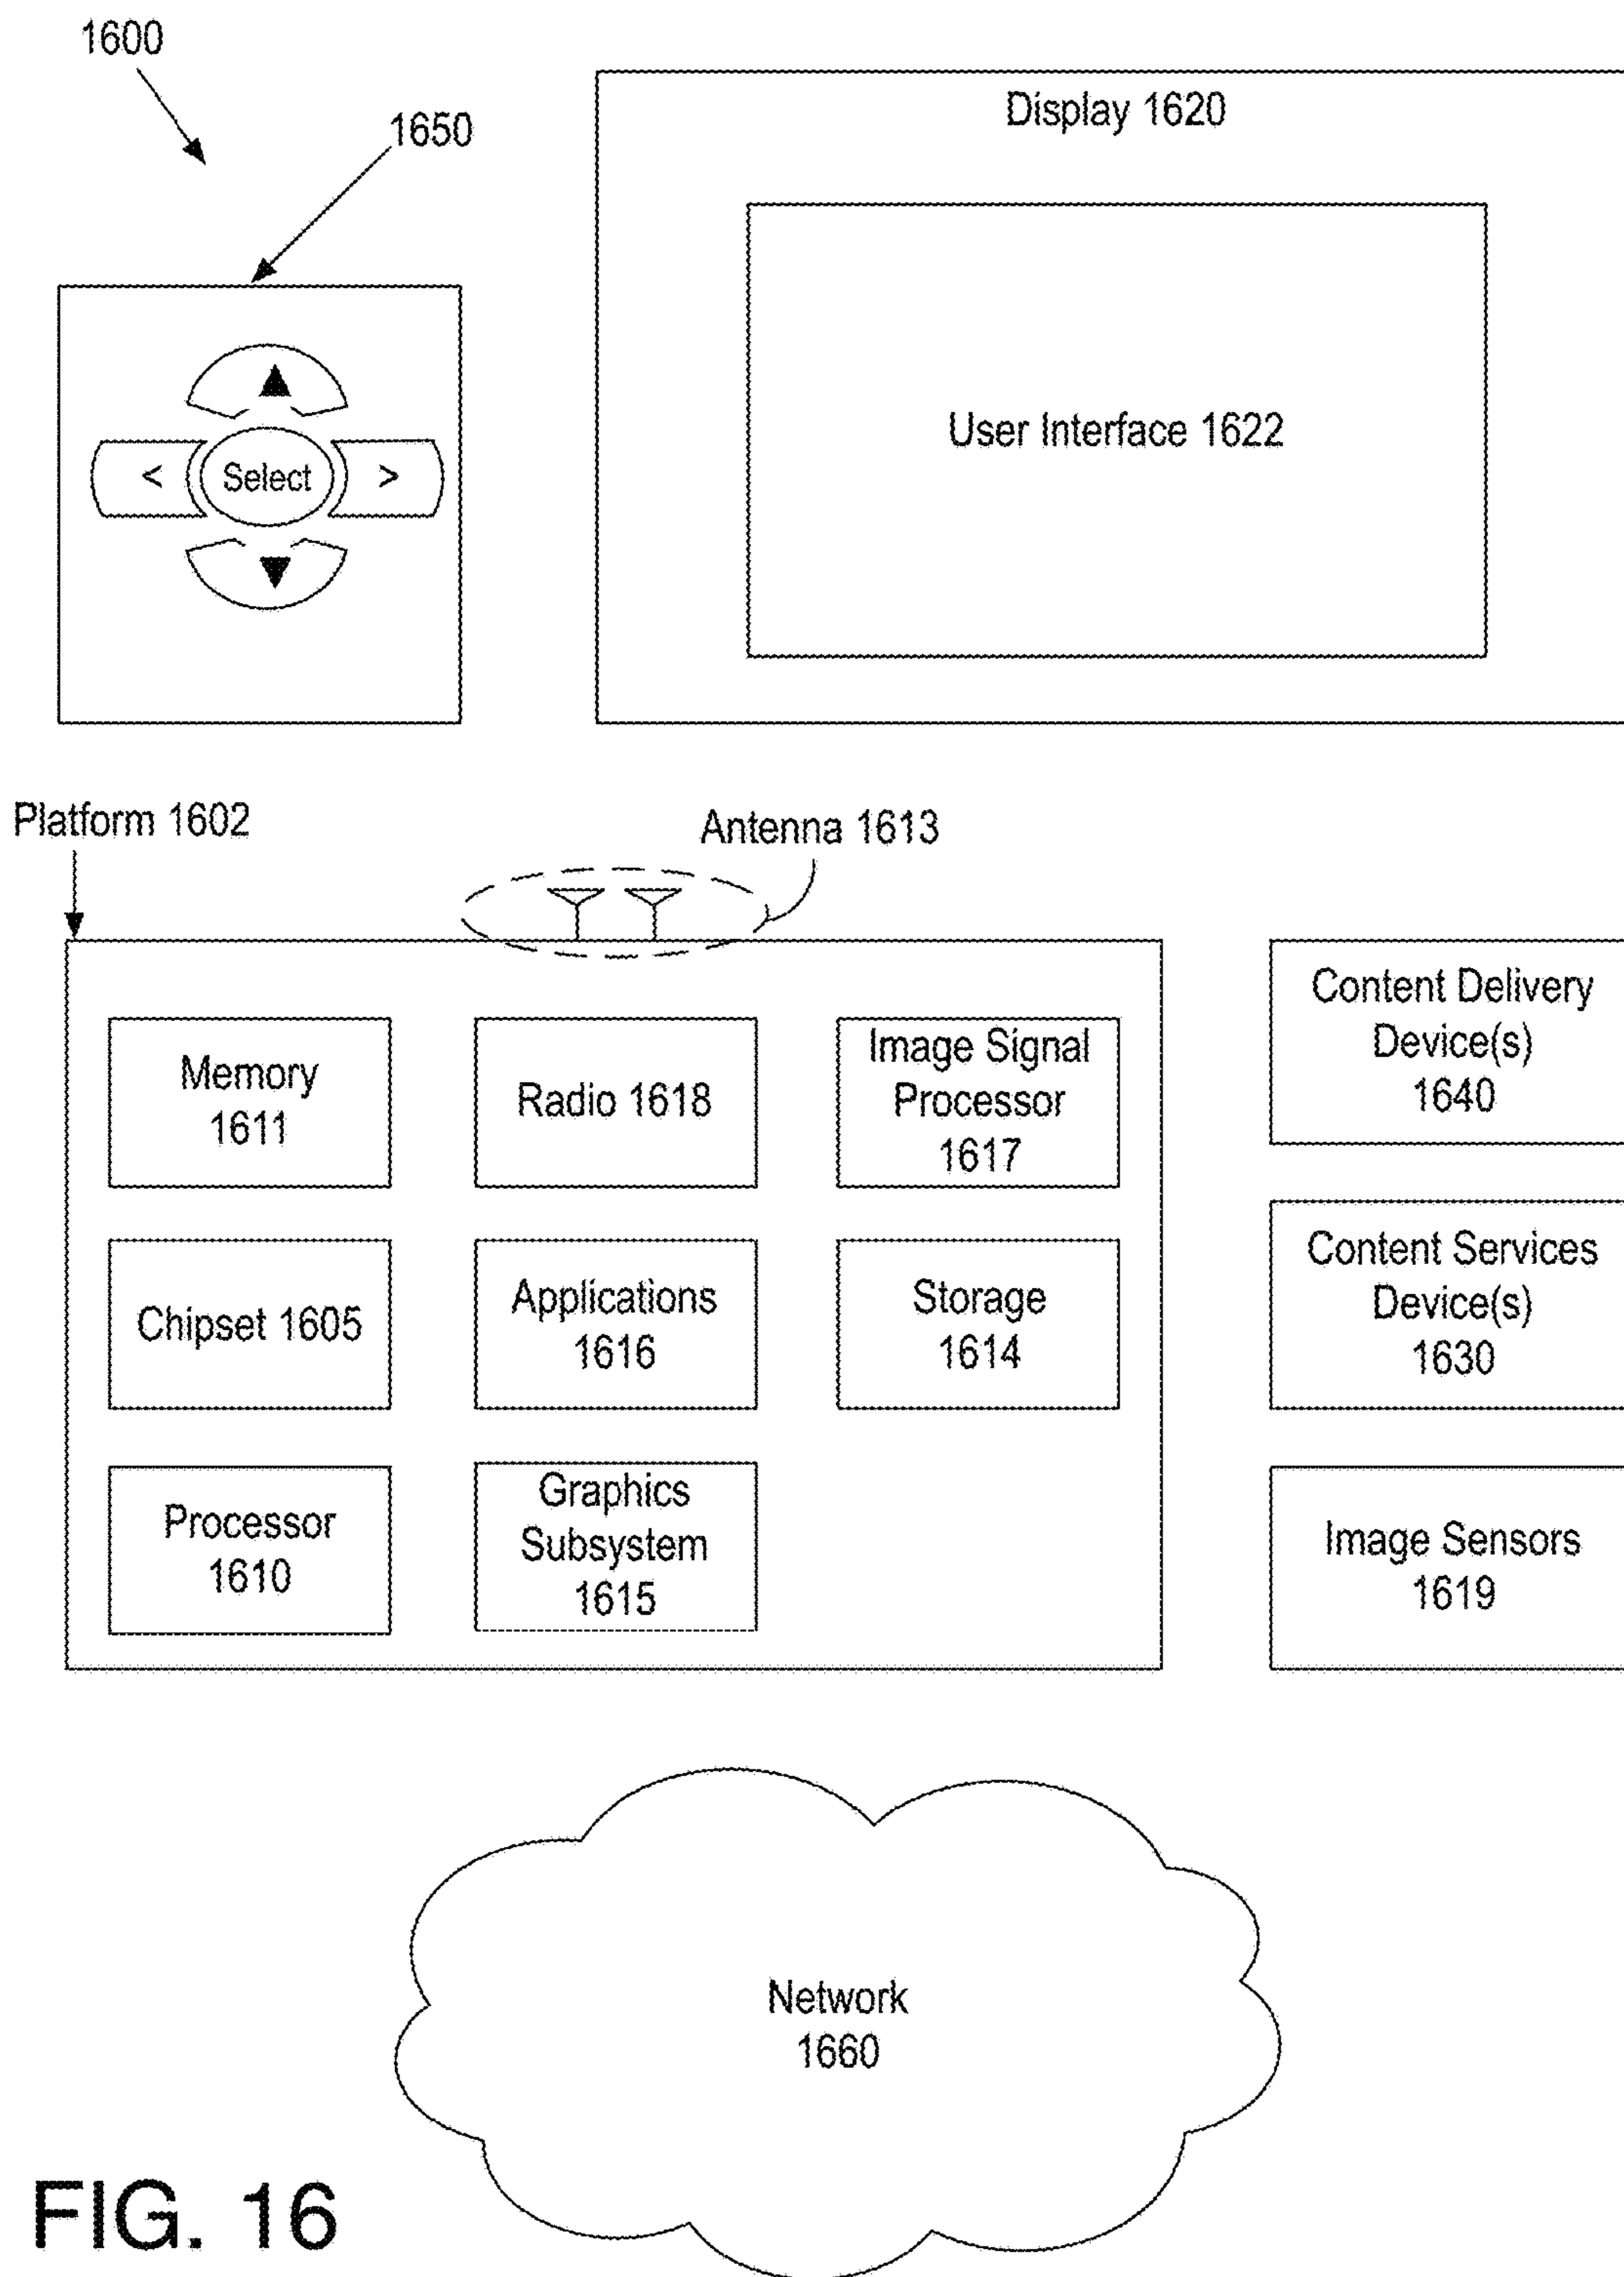 1600
1650
Display 1620
User Interface 1622
<
Select
>
Platform 1602
Antenna 1613
Memory
1611
Radio 1618
Image Signal
Processor
1617
Chipset 1605
Applications
1616
Storage
1614
Processor
1610
Graphics
Subsystem
1615
Content Delivery
Device(s)
1640
Content Services
Device(s)
1630
Image Sensors
1619
Network
1660
FIG. 16